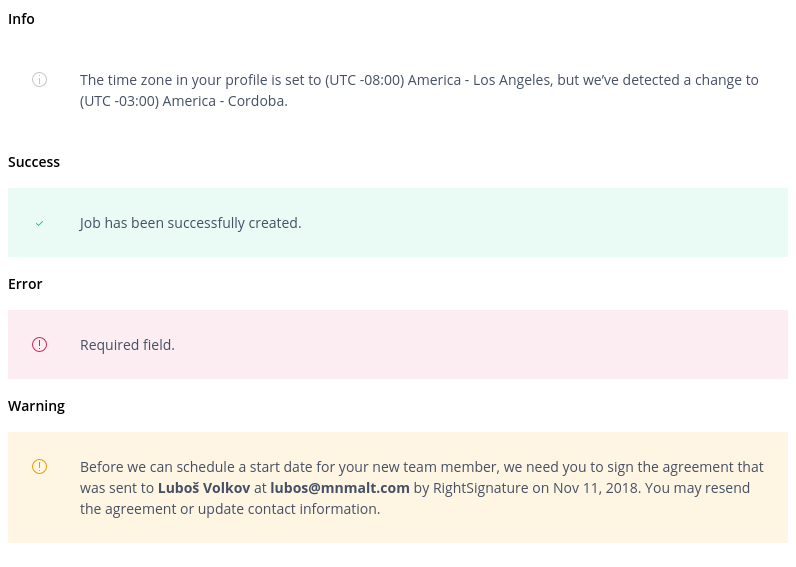 Info
The time zone in your profile is set to (UTC -08:00) America - Los Angeles, but we’ve detected a change to
(UTC -03:00) America - Cordoba.
Success
Job has been successfully created.
Error
Required field.
Warning
Before we can schedule a start date for your new team member, we need you to sign the agreement that
was sent to Luboš Volkov at lubos@mnmalt.com by RightSignature on Nov 11, 2018. You may resend
the agreement or update contact information.